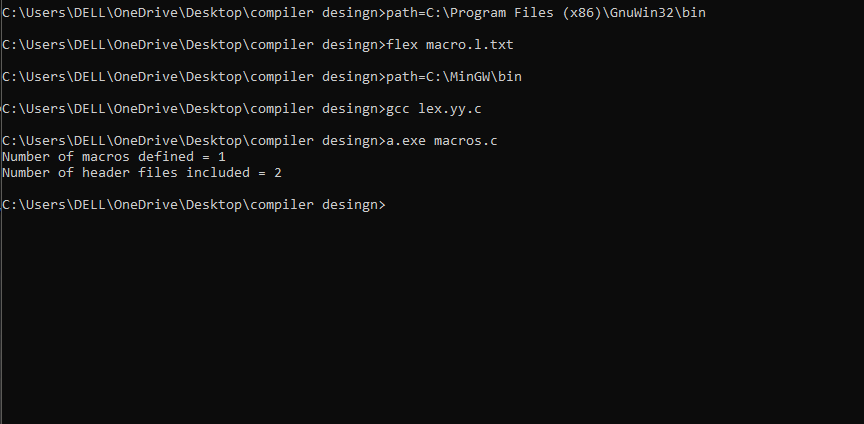 C:\Users\DELL\OneDrive\Desktop\compiler desingn>path=C:\Program Files (x86)\GnuWin32\bin
C:\Users\DELL\OneDrive\Desktop\compiler desingn>flex macro.l.txt
C:\Users\DELL\OneDrive\Desktop\compiler desingn>path=C:\MinGW\bin
C:\Users\DELL\OneDrive\Desktop\compiler desingn>gcc lex.yy.c
C:\Users\DELL\OneDrive\Desktop\compiler desingn>a.exe macros.c
Number of macros defined = 1
Number of header files included = 2
C:\Users\DELL\OneDrive\Desktop\compiler desingn>